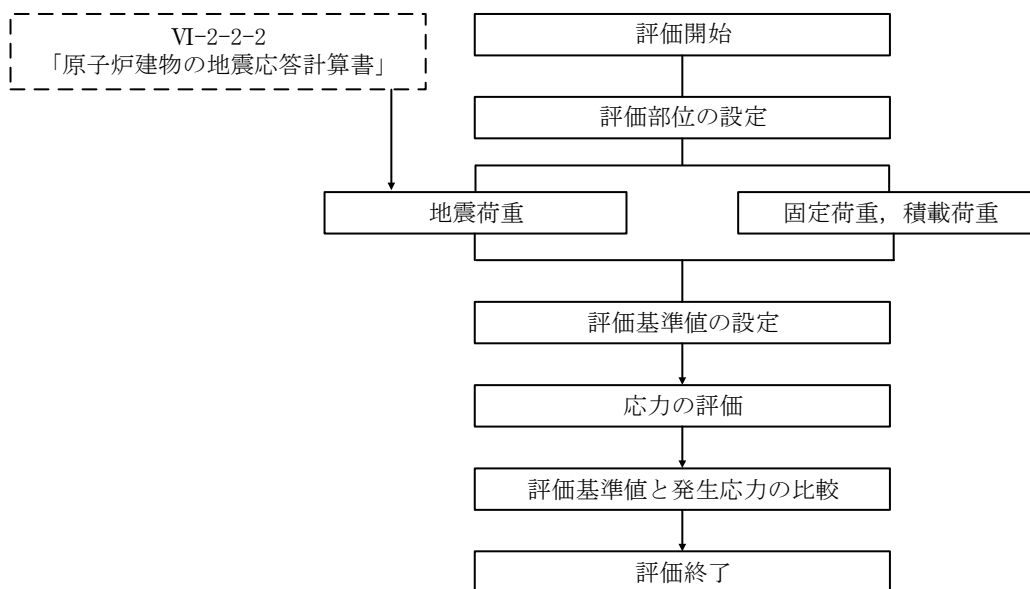 Ⅵ-2-2-2
「原子炉建物の地震応答計算書」
評価開始
評価部位の設定
地震荷重
固定荷重，積載荷重
評価基準値の設定
応力の評価
評価基準値と発生応力の比較
評価終了